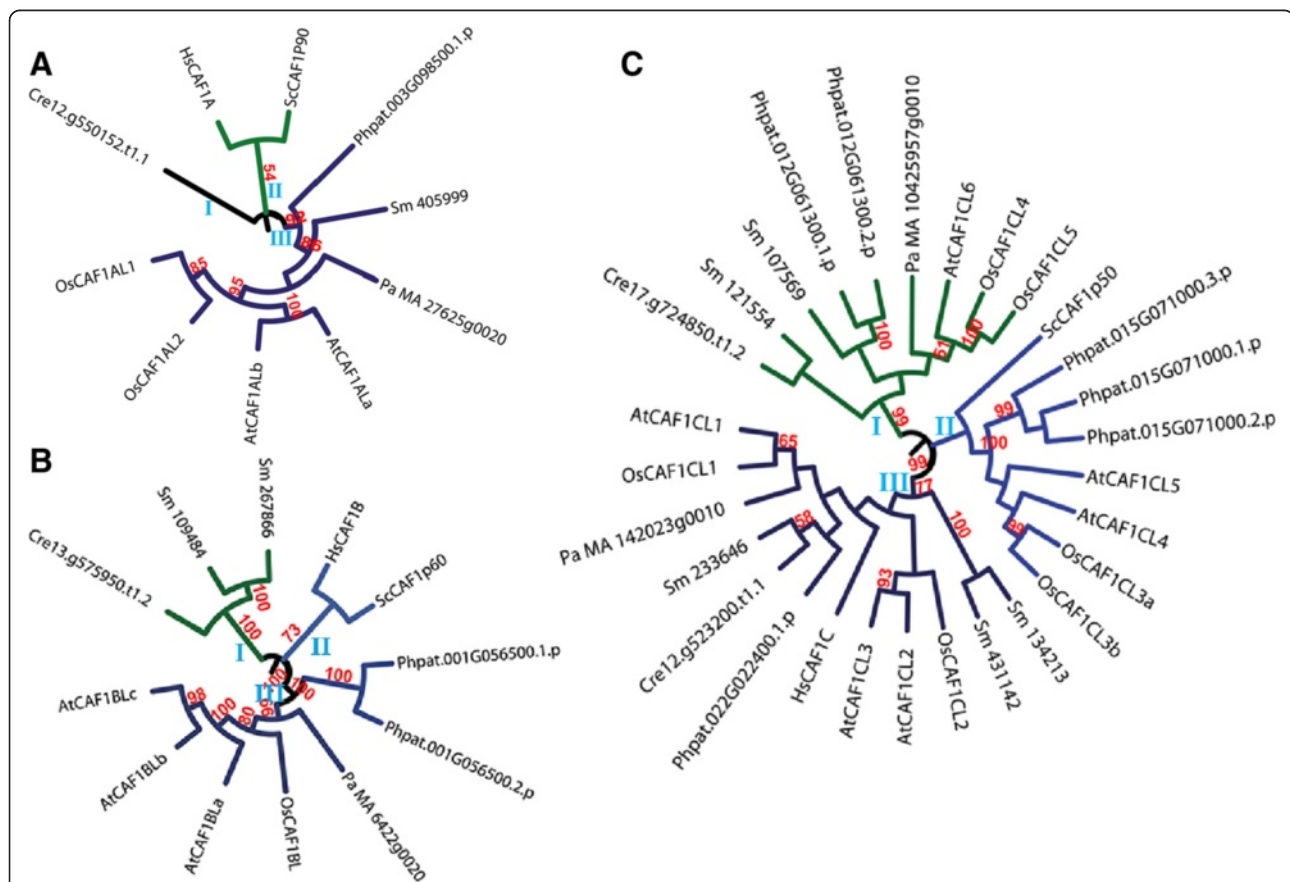 A
HsCAF1A
ScCAF1P90
Phpat.003G098500.1.p
Cre12.g550152.t1.1
Sm 405999
54
II
I
92
III
86
OsCAF1AL1
85
95
100
Pa MA 27625g0020
OsCAF1AL2
AtCAF1ALb
AtCAF1ALa
B
Sm 267866
Sm 109484
HsCAF1B
Cre13.g575950.t1.2
ScCAF1p60
100
100
73
I
II
100
III
100
100
Phpat.001G056500.1.p
AtCAF1BLc
98
100
80
96
Phpat.001G056500.2.p
AtCAF1BLb
AtCAF1BLa
OsCAF1BL
Pa MA 6422g0020
C
Phpat.012G061300.1.p
Phpat.012G061300.2.p
Pa MA 10425957g0010
AtCAF1CL6
OsCAF1CL4
OsCAF1CL5
Sm 107569
Sm 121554
Cre17.g724850.t1.2
ScCAF1p50
Phpat.015G071000.3.p
Phpat.015G071000.1.p
Phpat.015G071000.2.p
100
61
100
99
I
II
99
100
99
III
77
AtCAF1CL1
65
OsCAF1CL1
AtCAF1CL5
AtCAF1CL4
Pa MA 142023g0010
58
100
99
OsCAF1CL3a
Sm 233646
OsCAF1CL3b
Cre12.g523200.t1.1
93
Phpat.022G022400.1.p
HsCAF1C
AtCAF1CL3
AtCAF1CL2
OsCAF1CL2
Sm 431142
Sm 134213